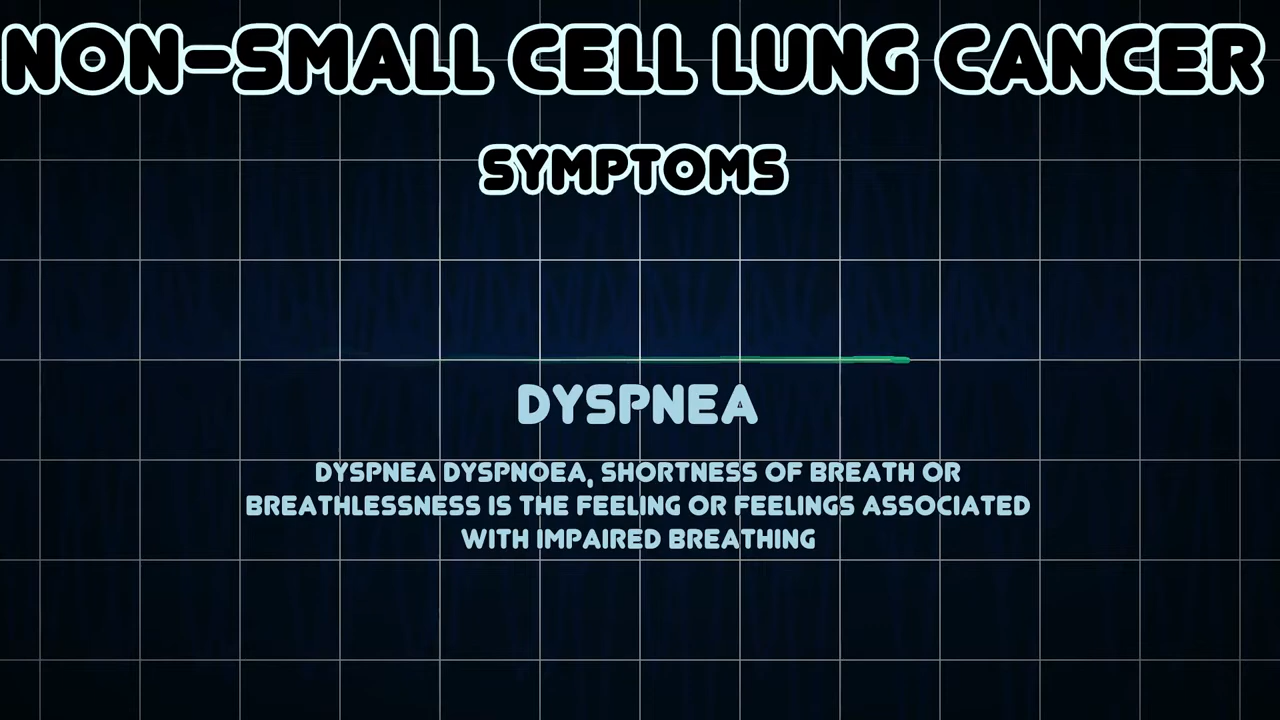 NON-SMALL CELL LUNG CANCER
SYMPTOMS
DYSPNEA
DYSPNEA DYSPNOEA, SHORTNESS OF BREATH OR
BREATHLESSNESS IS THE FEELING OR FEELINGS ASSOCIATED
WITH IMPAIRED BREATHING